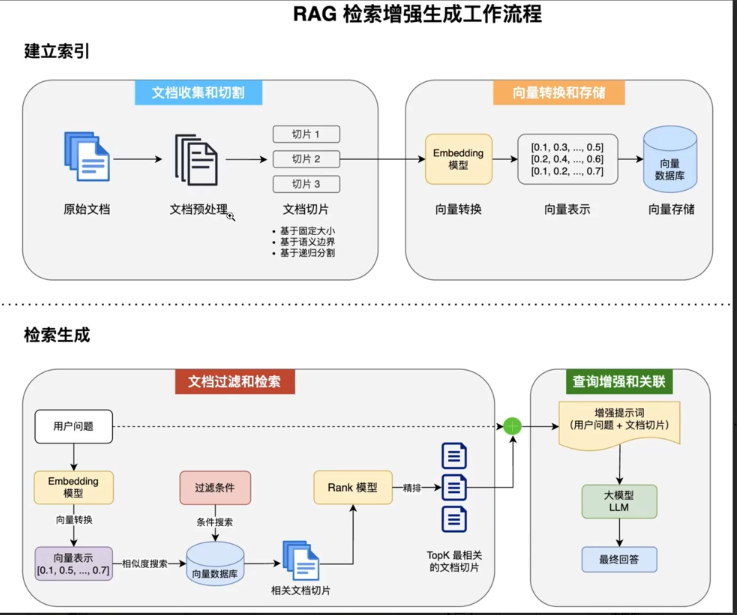 RAG 检索增强生成工作流程
建立索引
文档收集和切割
向量转换和存储
切片 1
切片 2
切片 3
Embedding
模型
[0.1, 0.3, ..., 0.5]
[0.2, 0.4, ..., 0.6]
[0.1, 0.2, ..., 0.7]
向量
数据库
原始文档
文档预处理
文档切片
向量转换
向量表示
向量存储
• 基于固定大小
• 基于语义边界
• 基于递归分割
检索生成
文档过滤和检索
查询增强和关联
用户问题
增强提示词
(用户问题 + 文档切片)
Embedding
模型
过滤条件
Rank 模型
精排
大模型
LLM
向量转换
条件搜索
向量表示
[0.1, 0.5, ..., 0.7]
相似度搜索
向量数据库
相关文档切片
TopK 最相关
的文档切片
最终回答